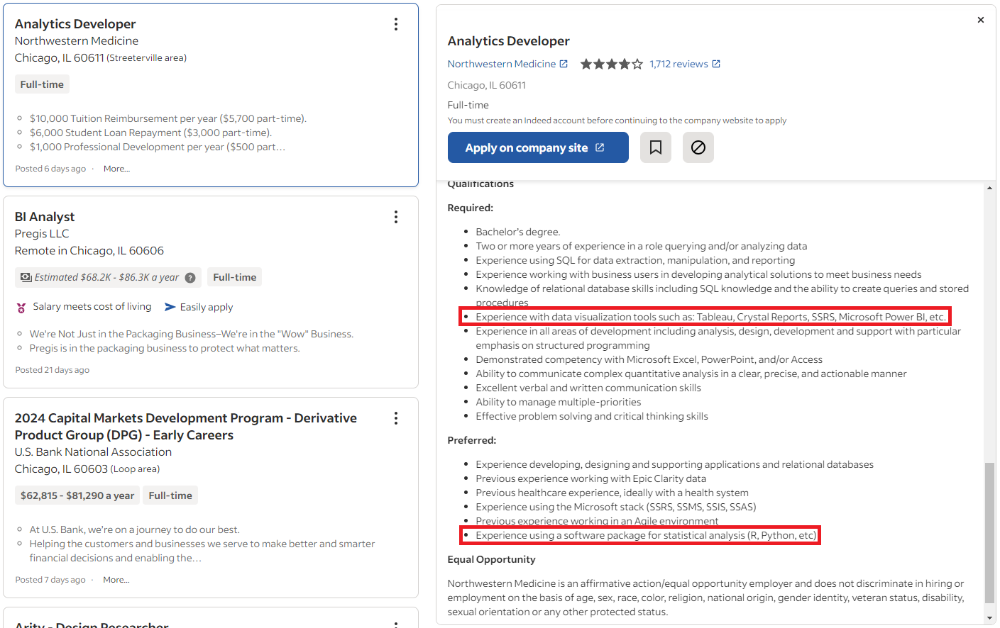 Analytics Developer
Northwestern Medicine
Chicago, IL 60611 (Streeterville area)
Full-time
$10,000 Tuition Reimbursement per year ($5,700 part-time).
$6,000 Student Loan Repayment ($3,000 part-time).
$1,000 Professional Development per year ($500 part...
Posted 6 days ago · More...
BI Analyst
Pregis LLC
Remote in Chicago, IL 60606
Estimated $68.2K - $86.3K a year ? Full-time
Salary meets cost of living Easily apply
We're Not Just in the Packaging Business–We're in the "Wow" Business.
Pregis is in the packaging business to protect what matters.
Posted 21 days ago
2024 Capital Markets Development Program - Derivative
Product Group (DPG) - Early Careers
U.S. Bank National Association
Chicago, IL 60603 (Loop area)
$62,815 - $81,290 a year Full-time
At U.S. Bank, we're on a journey to do our best.
Helping the customers and businesses we serve to make better and smarter
financial decisions and enabling the...
Posted 7 days ago · More...
Arity - Design Researcher
Analytics Developer
Northwestern Medicine 1,712 reviews
Chicago, IL 60611
Full-time
You must create an Indeed account before continuing to the company website to apply
Apply on company site
Qualifications
Required:
Bachelor's degree.
Two or more years of experience in a role querying and/or analyzing data
Experience using SQL for data extraction, manipulation, and reporting
Experience working with business users in developing analytical solutions to meet business needs
Knowledge of relational database skills including SQL knowledge and the ability to create queries and stored
procedures
Experience with data visualization tools such as: Tableau, Crystal Reports, SSRS, Microsoft Power BI, etc.
Experience in all areas of development including analysis, design, development and support with particular
emphasis on structured programming
Demonstrated competency with Microsoft Excel, PowerPoint, and/or Access
Ability to communicate complex quantitative analysis in a clear, precise, and actionable manner
Excellent verbal and written communication skills
Ability to manage multiple-priorities
Effective problem solving and critical thinking skills
Preferred:
Experience developing, designing and supporting applications and relational databases
Previous experience working with Epic Clarity data
Previous healthcare experience, ideally with a health system
Experience using the Microsoft stack (SSRS, SSMS, SSIS, SSAS)
Previous experience working in an Agile environment
Experience using a software package for statistical analysis (R, Python, etc)
Equal Opportunity
Northwestern Medicine is an affirmative action/equal opportunity employer and does not discriminate in hiring or
employment on the basis of age, sex, race, color, religion, national origin, gender identity, veteran status, disability,
sexual orientation or any other protected status.